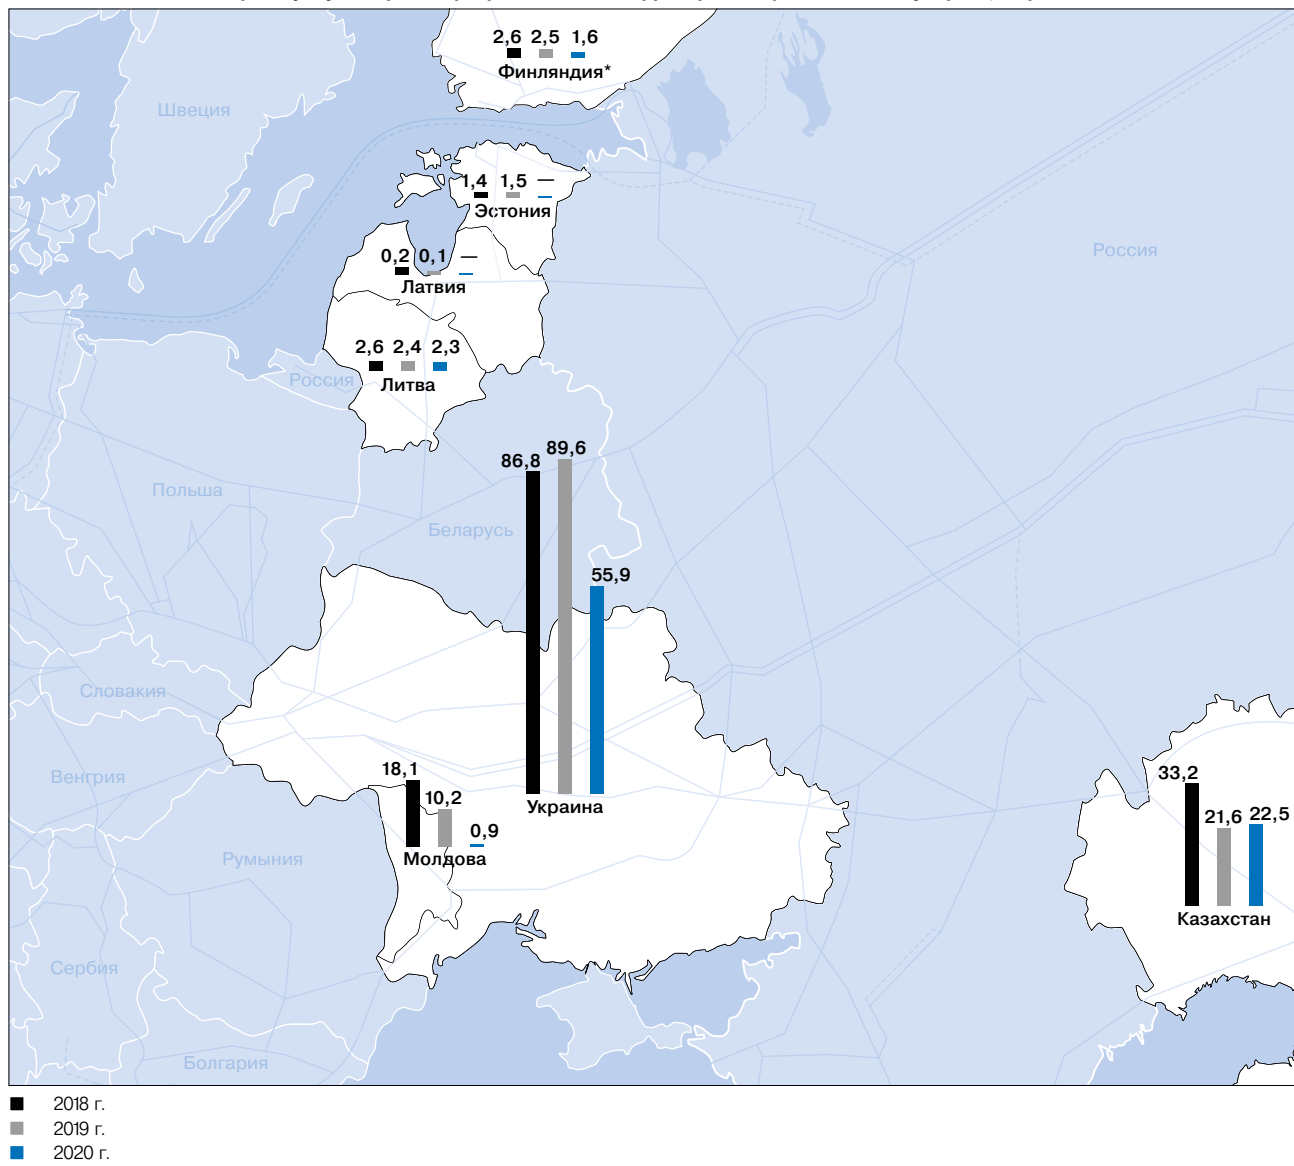 2,6 2,5 1,6
Финляндия*
Швеция
1,4 1,5 —
Эстония
Россия
0,2 0,1 —
Латвия
2,6 2,4 2,3
Россия
Литва
86,8 89,6
Польша
Беларусь
55,9
Словакия
Венгрия
18,1
33,2
10,2
Украина
21,6 22,5
0,9
Румыния
Молдова
Казахстан
Сербия
Болгария
2018 г.
2019 г.
2020 г.